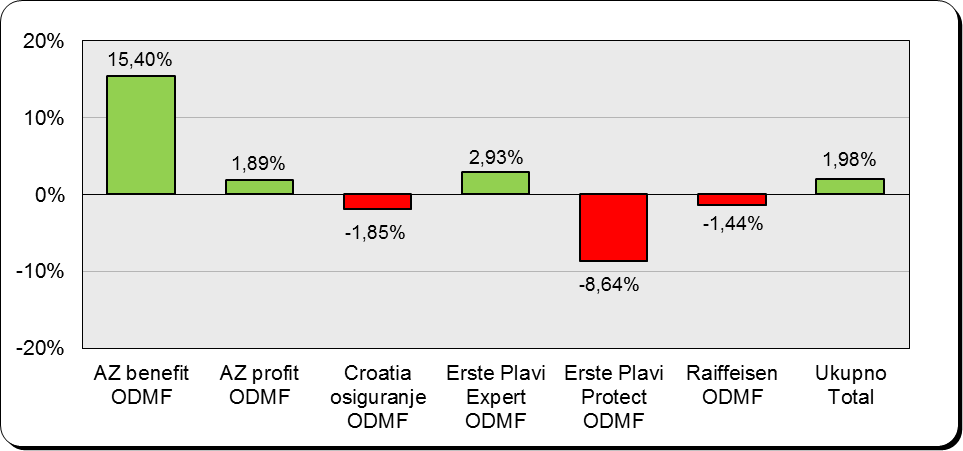 20%
10%
0%
-10%
-20%
15,40%
1,89%
-1,85%
2,93%
-8,64%
-1,44%
1,98%
AZ benefit
ODMF
AZ profit
ODMF
Croatia
osiguranje
ODMF
Erste Plavi
Expert
ODMF
Erste Plavi
Protect
ODMF
Raiffeisen
ODMF
Ukupno
Total